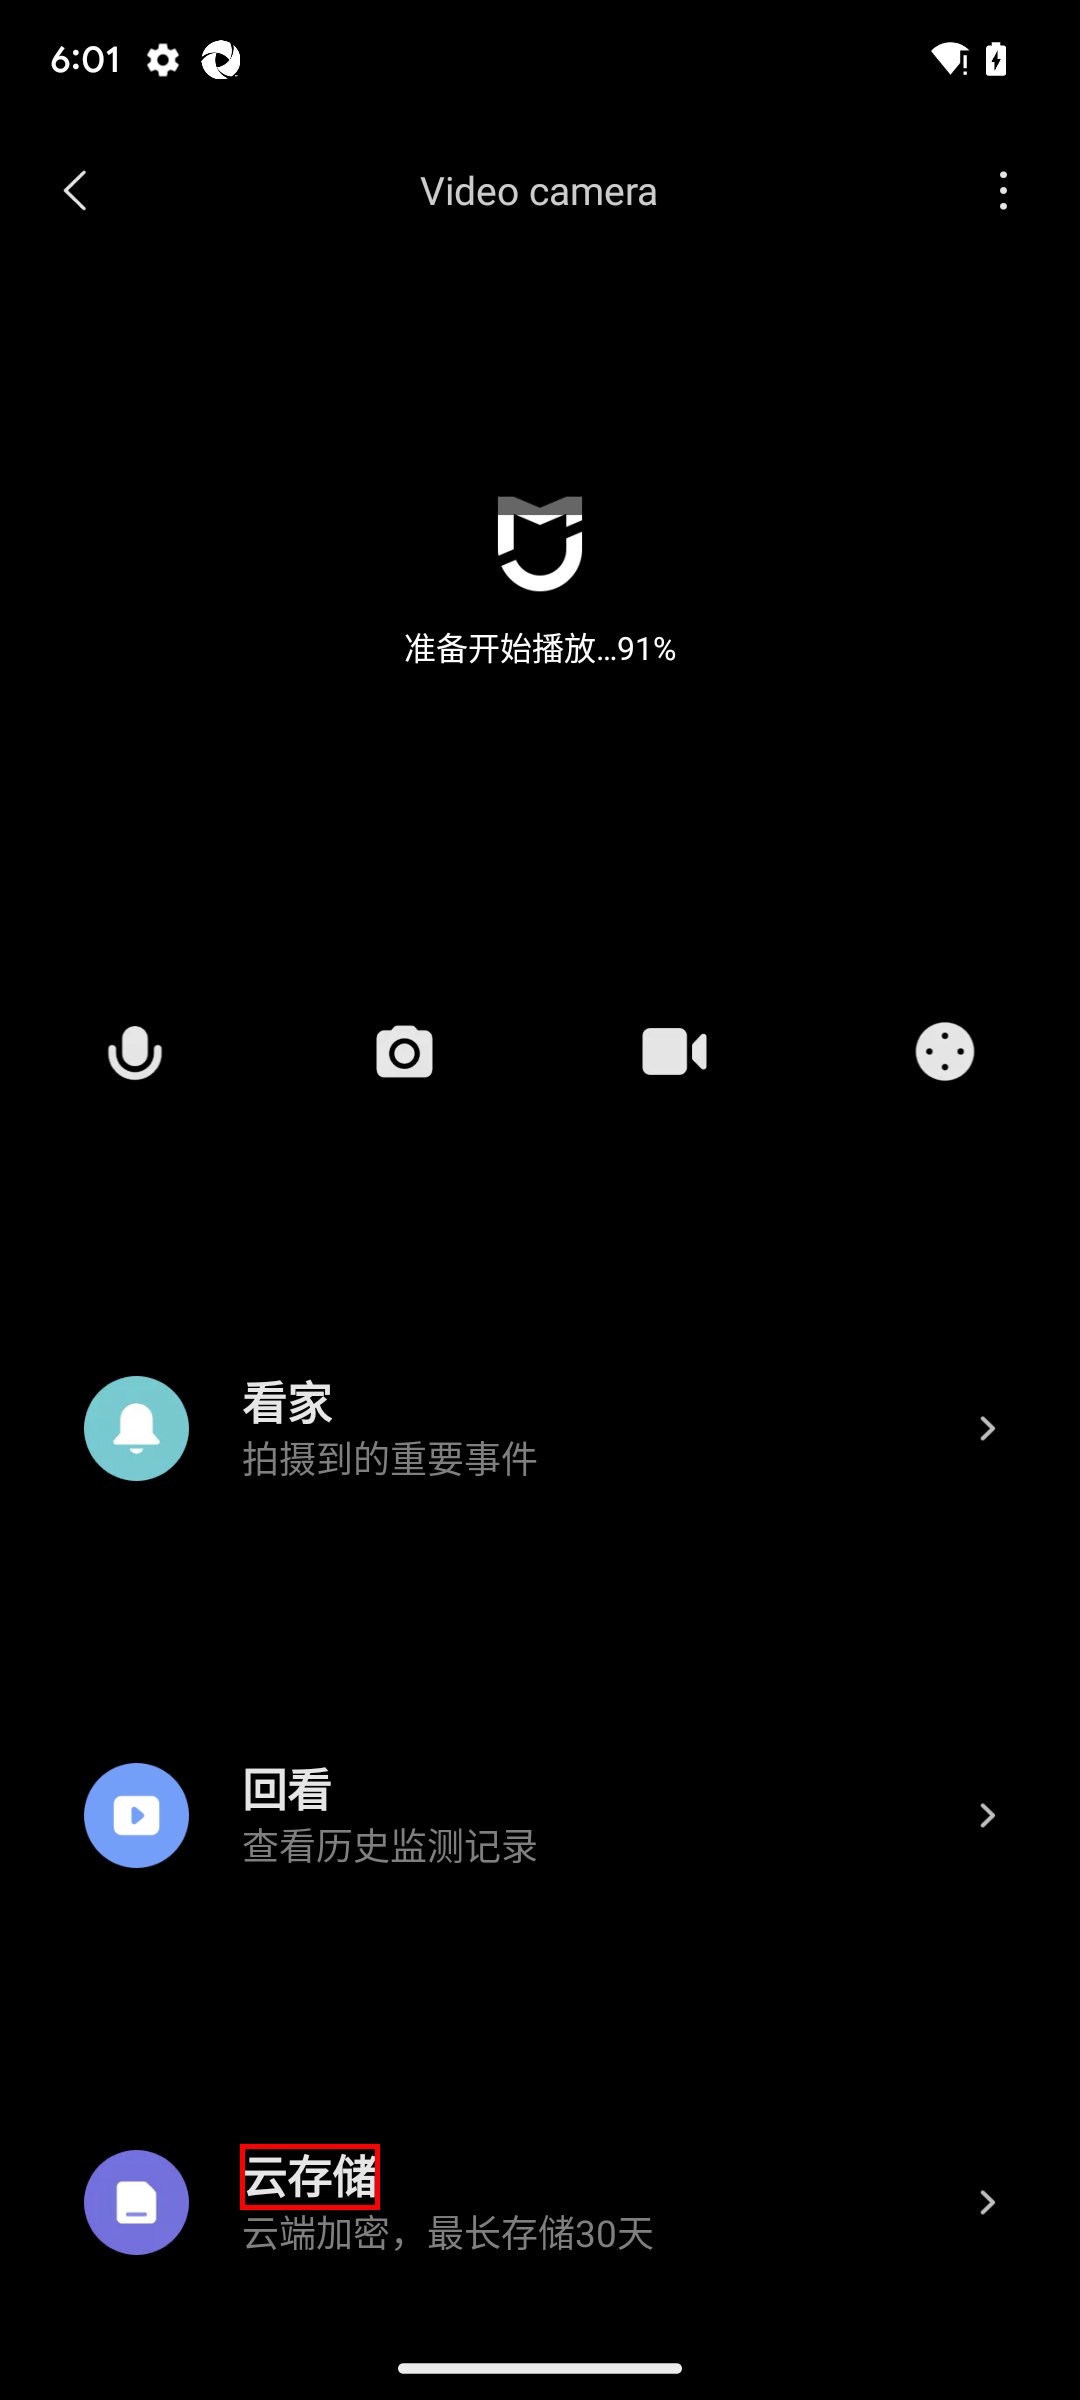 6:01
Video camera
准备开始播放...91%
看家
拍摄到的重要事件
回看
查看历史监测记录
云存储
云端加密，最长存储30天